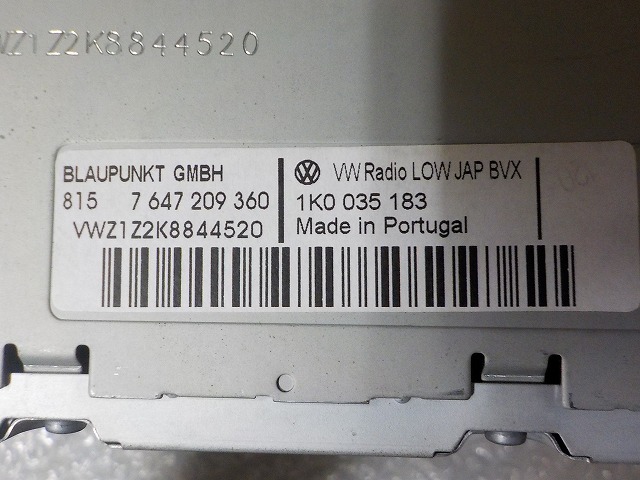 VWZ1Z2K8844520
BLAUPUNKT GMBH
815 7 647 209 360
VWZ1Z2K8844520
VW Radio LOW JAP BVX
1K0 035 183
Made in Portugal